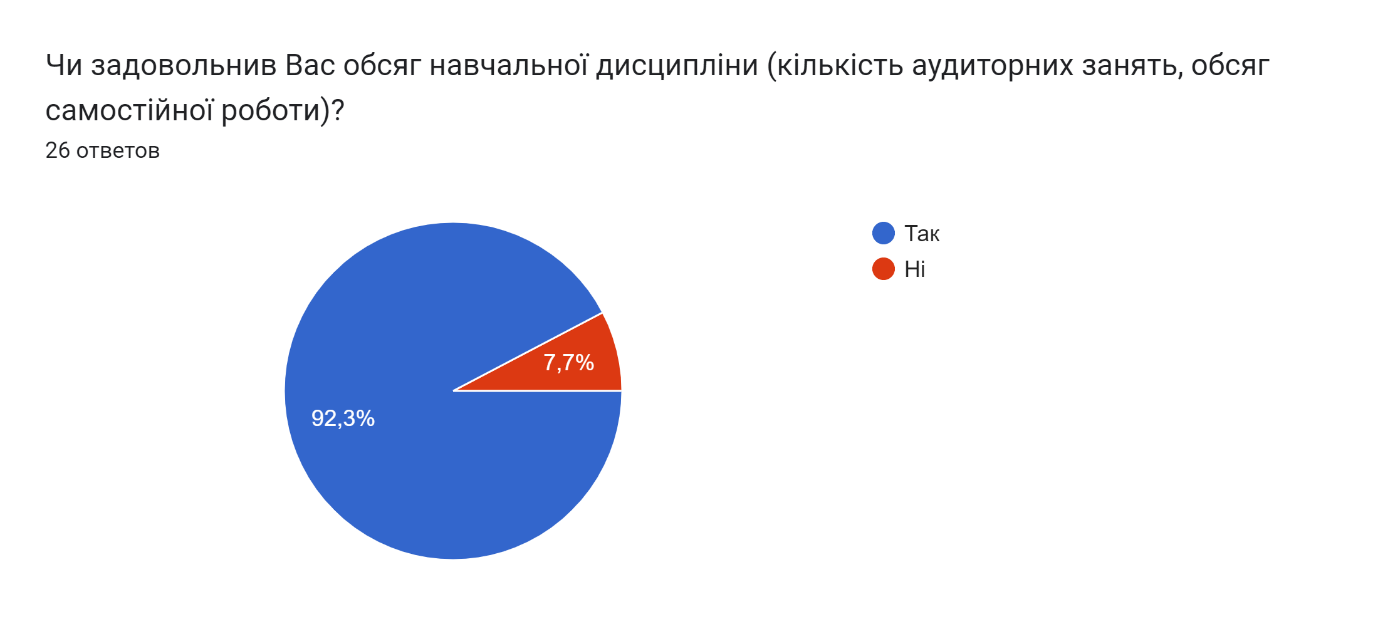 Чи задовольнив Вас обсяг навчальної дисципліни (кількість аудиторних занять, обсяг
самостійної роботи)?
26 ответов
Так
Ні
7,7%
92,3%